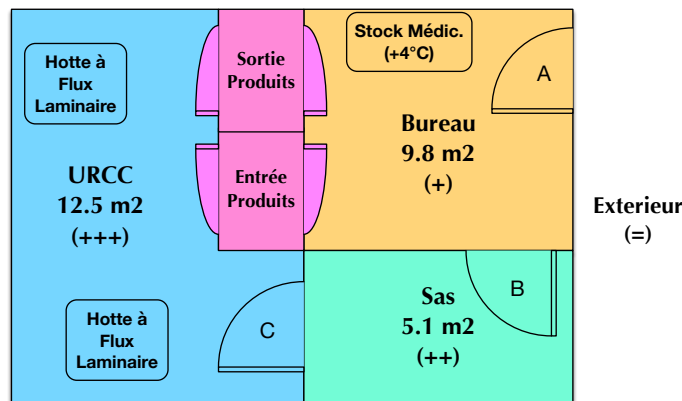 Hotte à
Flux
Laminaire
Sortie
Produits
Stock Médic.
(+4°C)
A
Bureau
9.8 m2
(+)
URCC
12.5 m2
(+++)
Entrée
Produits
Exterieur
(=)
Hotte à
Flux
Laminaire
C
Sas
5.1 m2
(++)
B